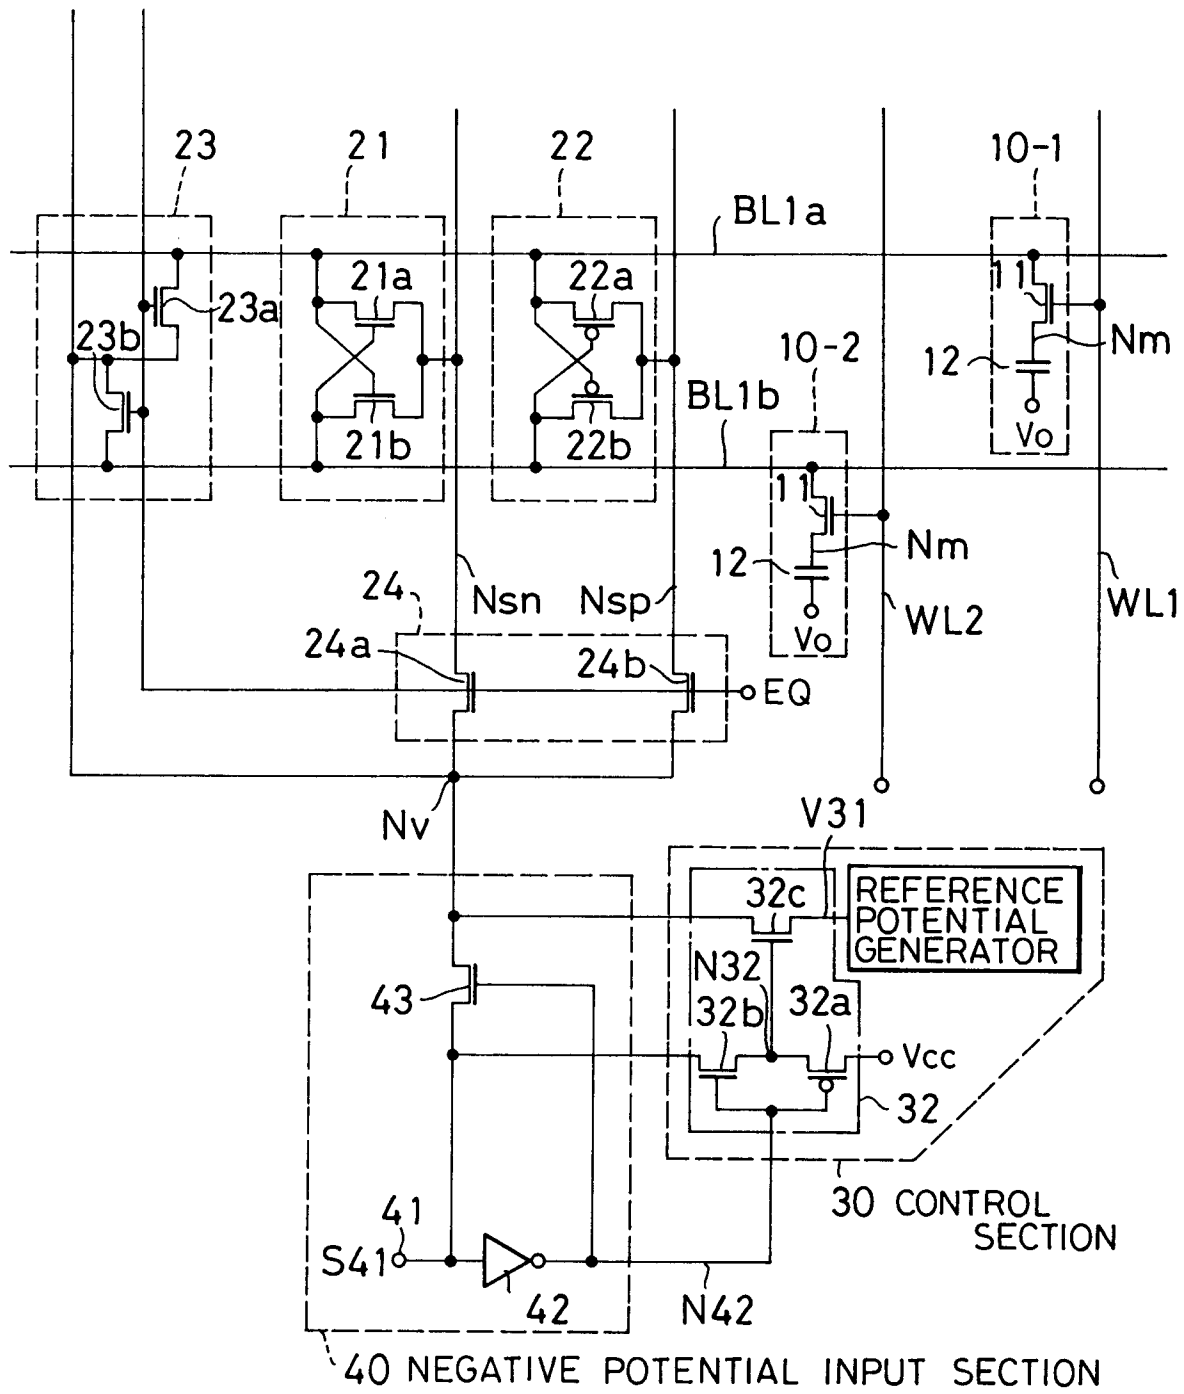 23
21
22
10-1
BL1a
21a
22a
11
23a
23b
Nm
10-2
12
BL1b
Vo
21b
22b
11
Nm
12
Nsn
Nsp
WL1
24
WL2
Vo
24a
24b
EQ
Nv
V31
REFERENCE
POTENTIAL
GENERATOR
32c
N32
43
32b
32a
Vcc
32
30 CONTROL
SECTION
41
S41
42
N42
40 NEGATIVE POTENTIAL INPUT SECTION